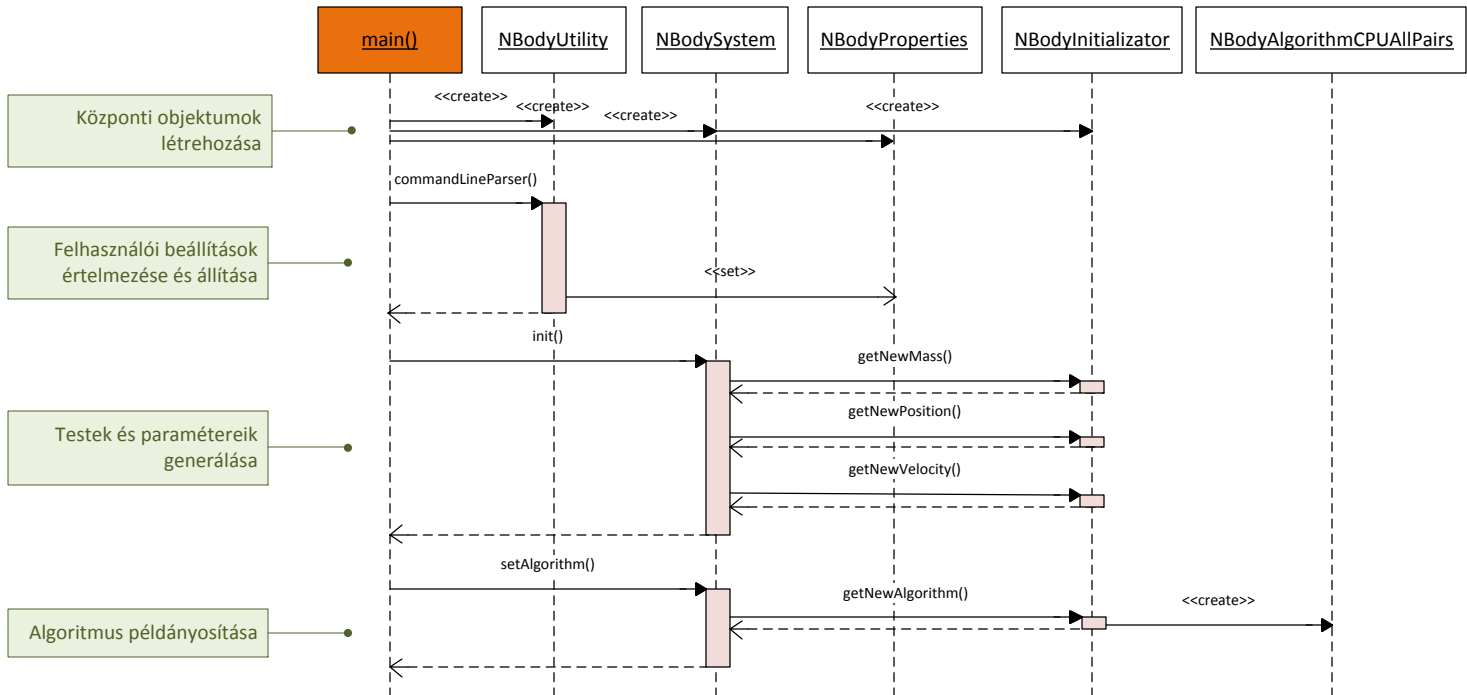 main()
NBodyUtility
NBodySystem
NBodyProperties
NBodyInitializator
NBodyAlgorithmCPUAllPairs
Központi objektumok
létrehozása
<<create>>
<<create>>
<<create>>
<<create>>
commandLineParser()
Felhasználói beállítások
értelmezése és állítása
<<set>>
init()
getNewMass()
Testek és paramétereik
generálása
getNewPosition()
getNewVelocity()
setAlgorithm()
getNewAlgorithm()
<<create>>
Algoritmus példányosítása